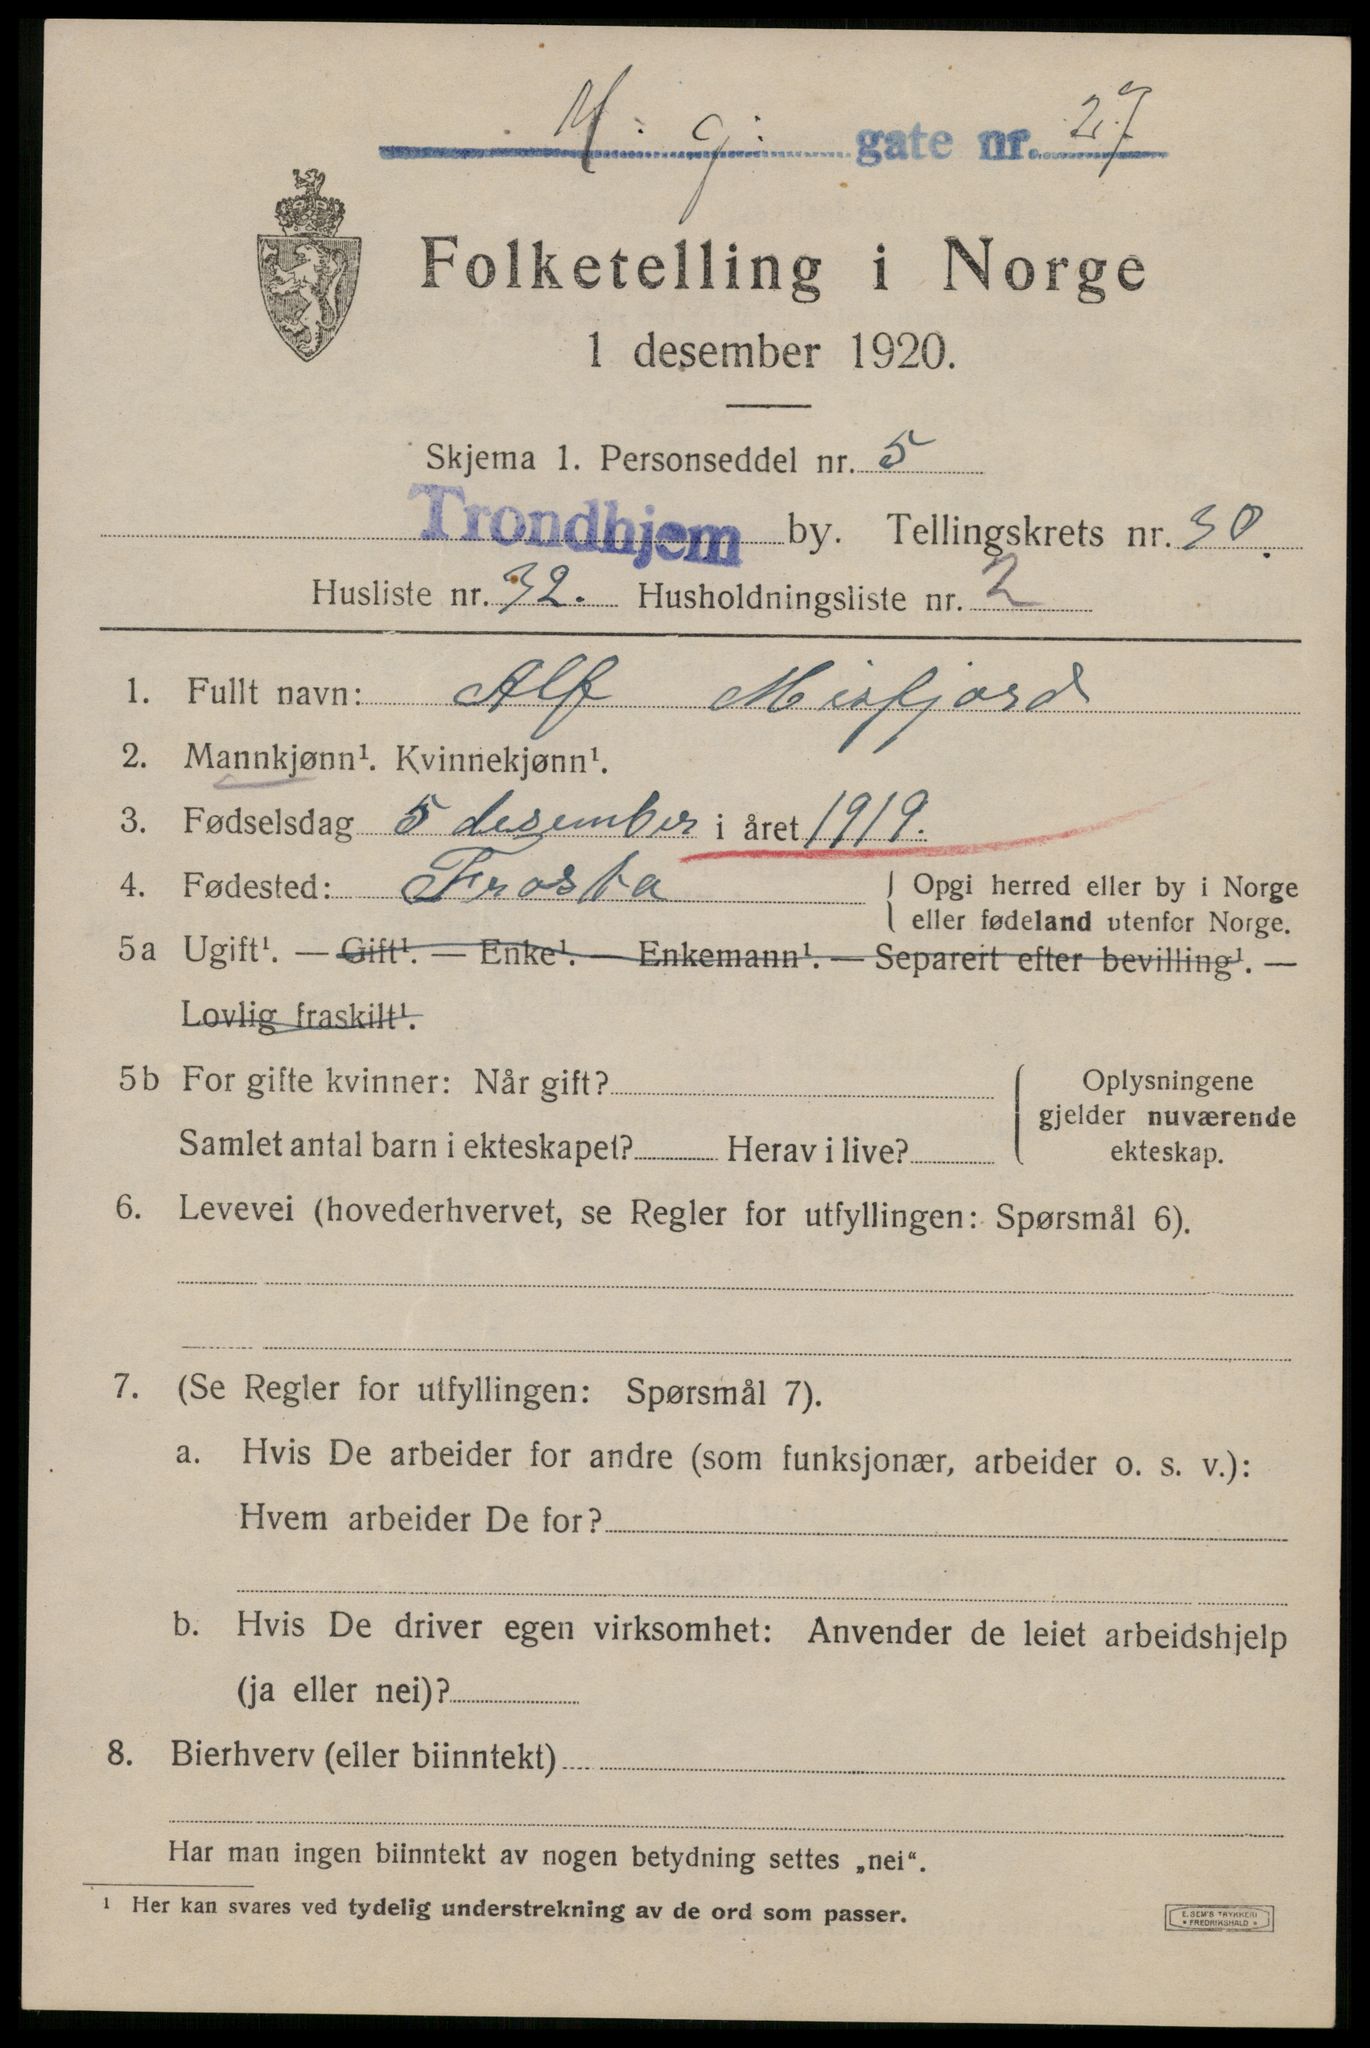 M. g. gate nr. 27
Folketelling i Norge
1 desember 1920.
Skjema 1. Personseddel nr. 5
Trondhjem by. Tellingskrets nr. 30.
Husliste nr. 32. Husholdningsliste nr. 2
1. Fullt navn: Alf Misfjord
2. Mannkjønn¹. Kvinnekjønn¹.
3. Fødselsdag 5 desember i året 1919.
4. Fødested: Frosta { Opgi herred eller by i Norge
eller fødeland utenfor Norge.
5a Ugift¹. — Gift¹. — Enke¹. — Enkemann¹. — Separert efter bevilling¹. —
Lovlig fraskilt¹.
5b For gifte kvinner: Når gift? { Oplysningene
gjelder nuværende
Samlet antal barn i ekteskapet? Herav i live? ekteskap.
6. Levevei (hovederhvervet, se Regler for utfyllingen: Spørsmål 6).
7. (Se Regler for utfyllingen: Spørsmål 7).
a. Hvis De arbeider for andre (som funksjonær, arbeider o. s. v.):
Hvem arbeider De for?
b. Hvis De driver egen virksomhet: Anvender de leiet arbeidshjelp
(ja eller nei)?
8. Bierhverv (eller biinntekt)
Har man ingen biinntekt av nogen betydning settes „nei“.
¹ Her kan svares ved tydelig understrekning av de ord som passer.
E. SEM'S TRYKKERI
FREDRIKSHALD